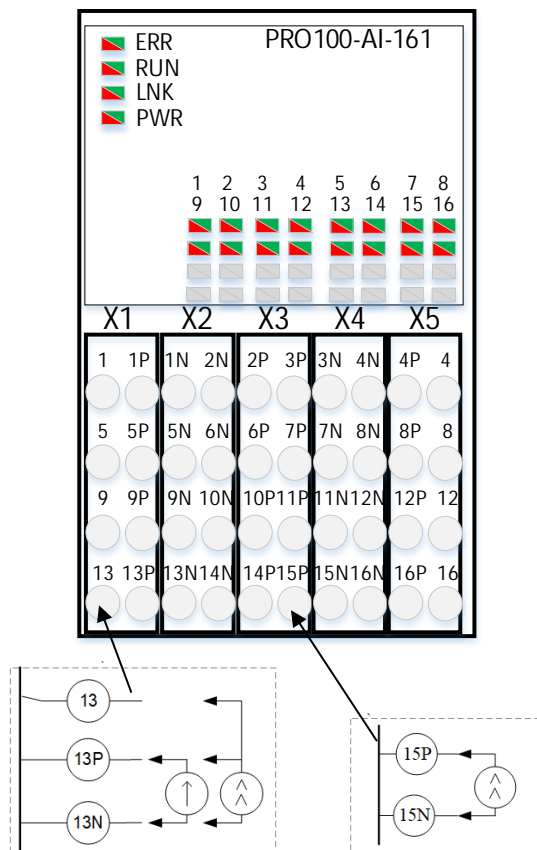 ERR PRO100-AI-161
RUN
LNK
PWR
1 2 3 4 5 6 7 8
9 10 11 12 13 14 15 16
X1 X2 X3 X4 X5
1 1P 1N 2N 2P 3P 3N 4N 4P 4
5 5P 5N 6N 6P 7P 7N 8N 8P 8
9 9P 9N 10N 10P 11P 11N 12N 12P 12
13 13P 13N 14N 14P 15P 15N 16N 16P 16
13
13P
13N
15P
15N